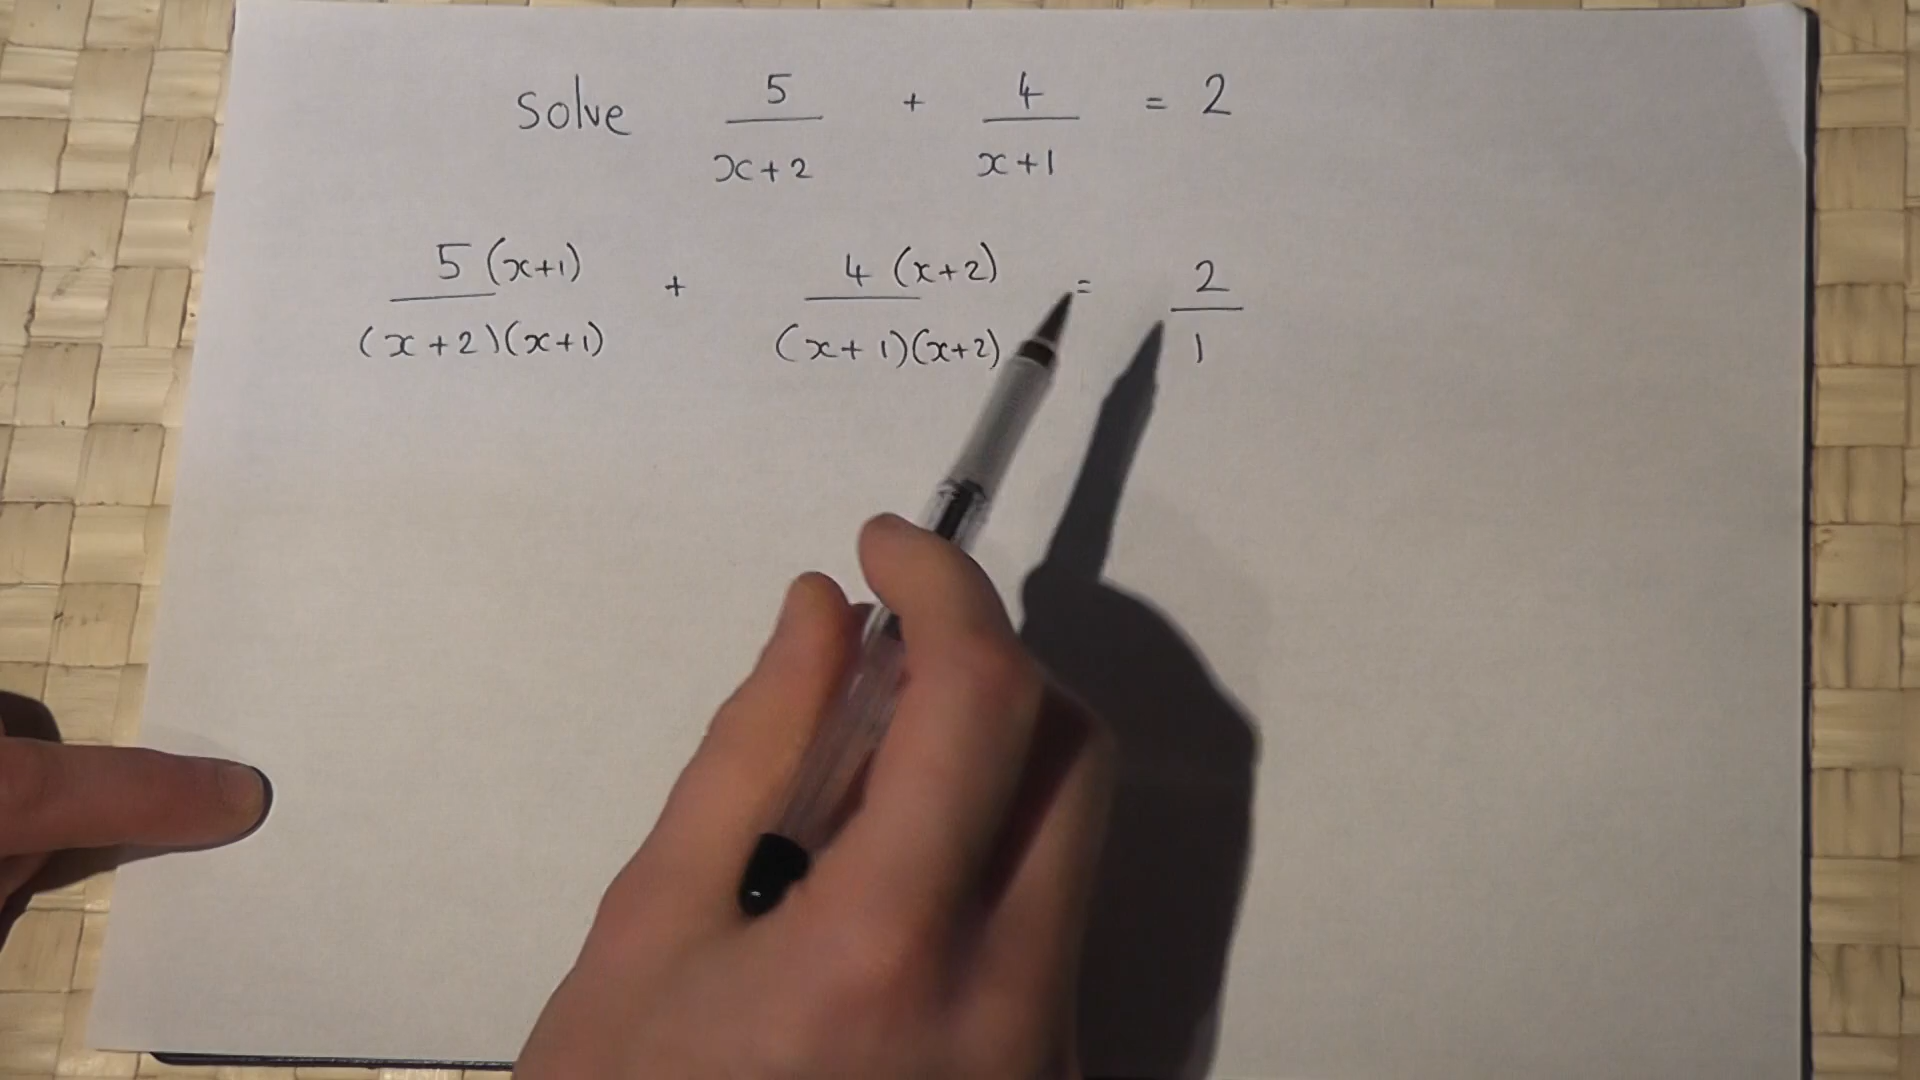 Solve 5/(x+2) + 4/(x+1) = 2
5(x+1)/((x+2)(x+1)) + 4(x+2)/((x+1)(x+2)) = 2/1